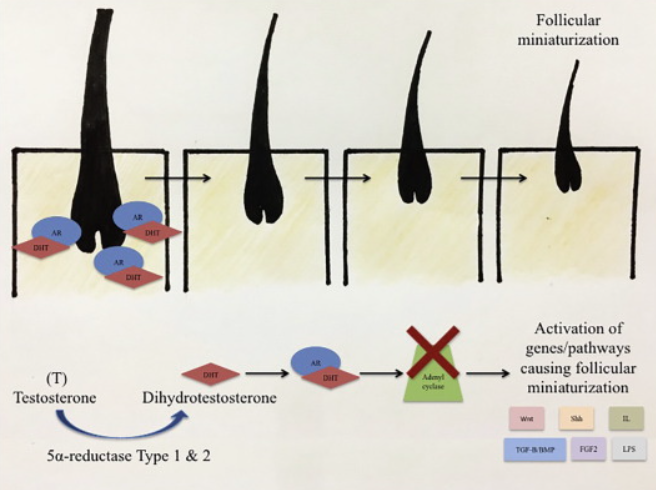 Follicular
miniaturization
AR
DHT
AR
DHT
AR
DHT
(T)
Testosterone
Dihydrotestosterone
5α-reductase Type 1 & 2
DHT
AR
DHT
Adenyl
cyclase
Activation of
genes/pathways
causing follicular
miniaturization
Wnt
Shh
IL
TGF-B/BMP
FGF2
LPS